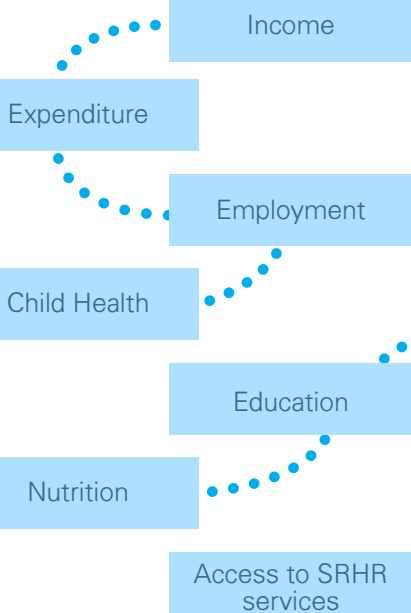 Income
Expenditure
Employment
Child Health
Education
Nutrition
Access to SRHR
services